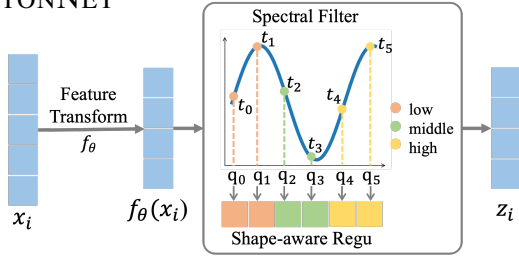 Spectral Filter
t₁
t₅
t₂
t₀
t₄
t₃
Feature
Transform
f_θ
low
middle
high
q₀ q₁ q₂ q₃ q₄ q₅
x_i
f_θ(x_i)
z_i
Shape-aware Regu